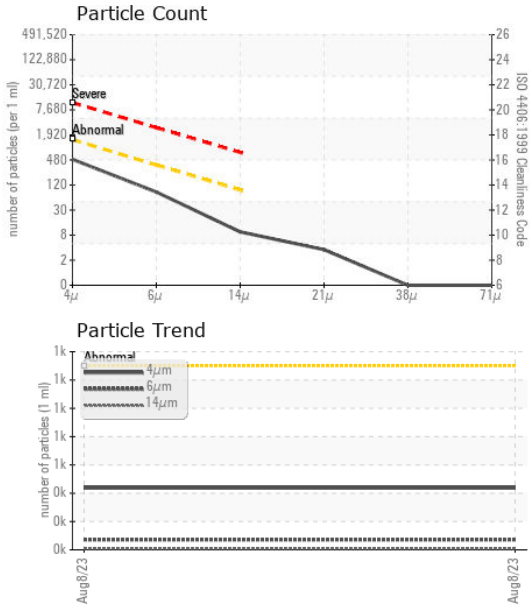 Particle Count
491,520
122,880
30,720
7,680
1,920
480
120
30
8
2
0
number of particles (per 1 ml)
Severe
Abnormal
26
24
22
20
18
16
14
12
10
8
6
ISO 4406:1999 Cleanliness Code
4µ
6µ
14µ
21µ
38µ
71µ
Particle Trend
1k
1k
1k
1k
1k
0k
0k
0k
number of particles (1 ml)
Abnormal
4µm
6µm
14µm
Aug8/23
Aug8/23